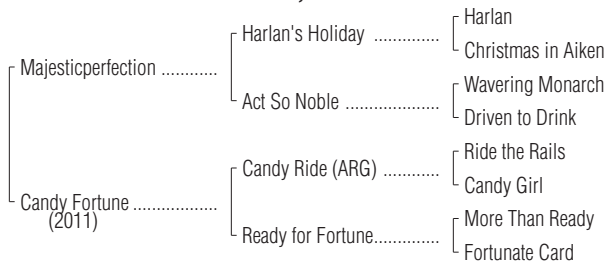 Harlan
Harlan's Holiday ..............
Christmas in Aiken
Majesticperfection ............
Wavering Monarch
Act So Noble ....................
Driven to Drink
Ride the Rails
Candy Ride (ARG) ............
Candy Girl
Candy Fortune ..................
(2011)
More Than Ready
Ready for Fortune..............
Fortunate Card